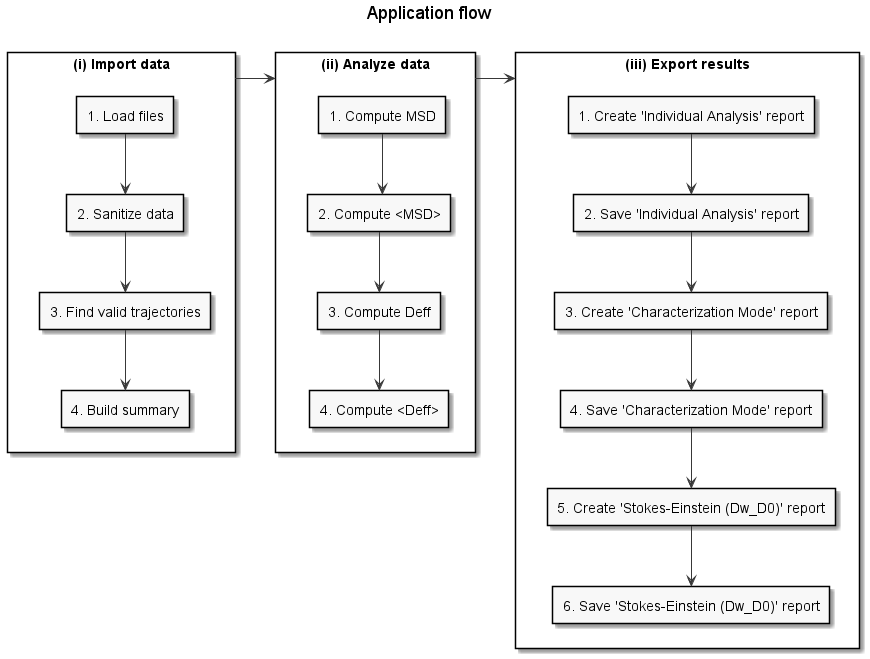 Application flow
(i) Import data
1. Load files
2. Sanitize data
3. Find valid trajectories
4. Build summary
(ii) Analyze data
1. Compute MSD
2. Compute <MSD>
3. Compute Deff
4. Compute <Deff>
(iii) Export results
1. Create 'Individual Analysis' report
2. Save 'Individual Analysis' report
3. Create 'Characterization Mode' report
4. Save 'Characterization Mode' report
5. Create 'Stokes-Einstein (Dw_D0)' report
6. Save 'Stokes-Einstein (Dw_D0)' report